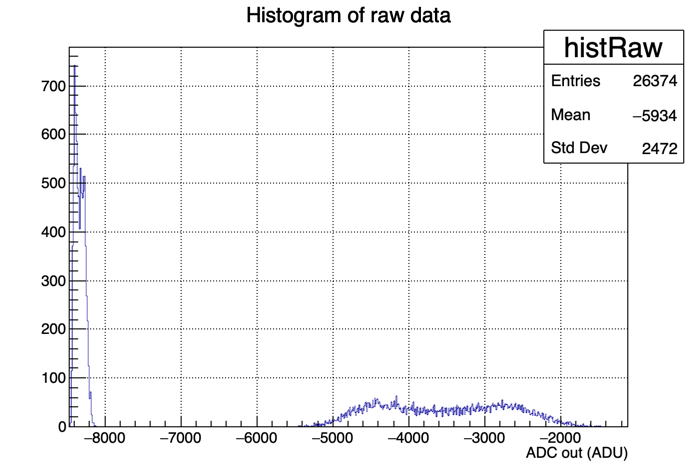 Histogram of raw data
histRaw
Entries 26374
Mean −5934
Std Dev 2472
700
600
500
400
300
200
100
0
−8000 −7000 −6000 −5000 −4000 −3000 −2000
ADC out (ADU)